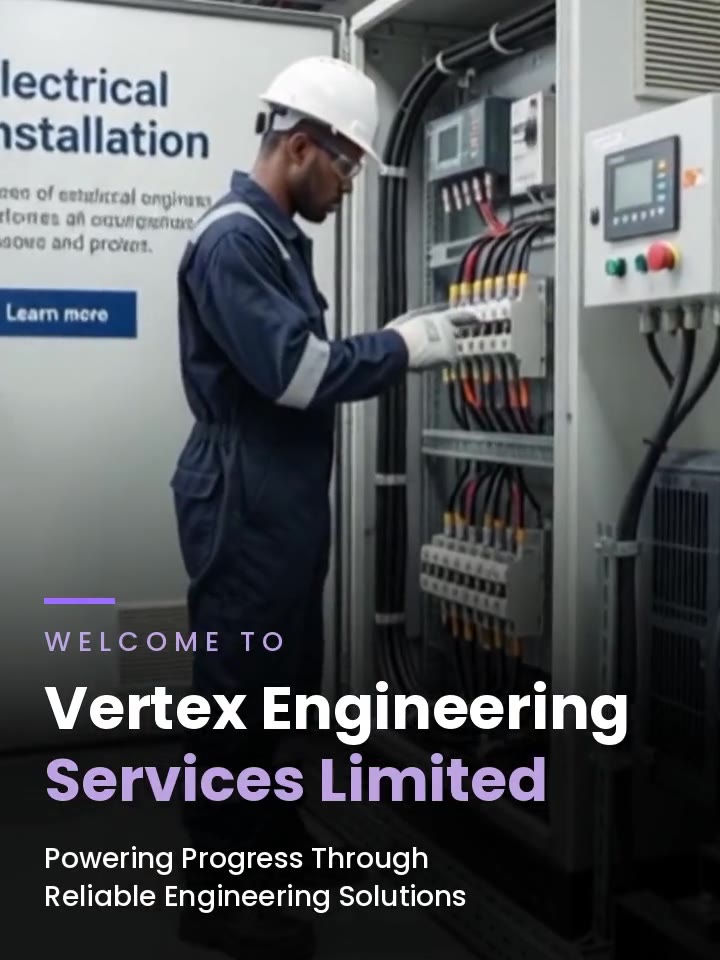 lectrical
nstallation
Learn more
WELCOME TO
Vertex Engineering
Services Limited
Powering Progress Through
Reliable Engineering Solutions